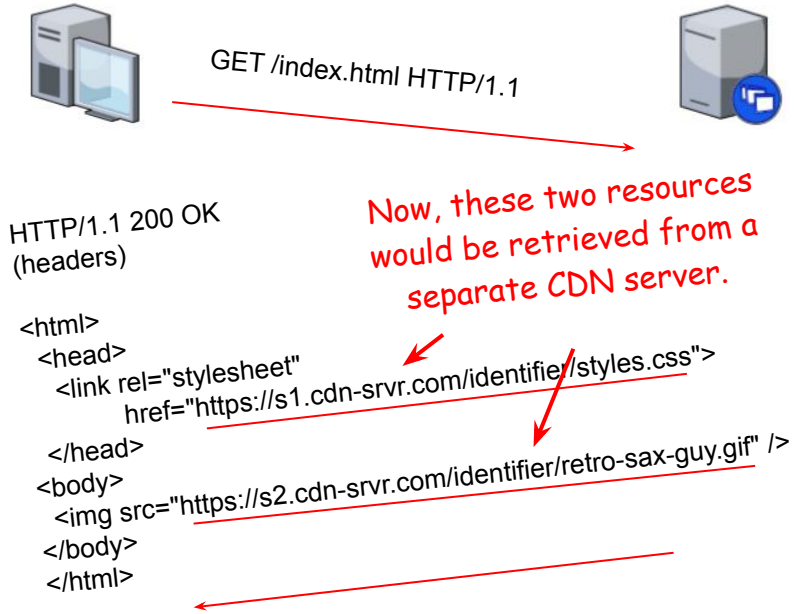 GET /index.html HTTP/1.1
HTTP/1.1 200 OK
(headers)
Now, these two resources
would be retrieved from a
separate CDN server.
<html>
<head>
<link rel="stylesheet"
href="https://s1.cdn-srvr.com/identifier/styles.css">
</head>
<body>
<img src="https://s2.cdn-srvr.com/identifier/retro-sax-guy.gif" />
</body>
</html>